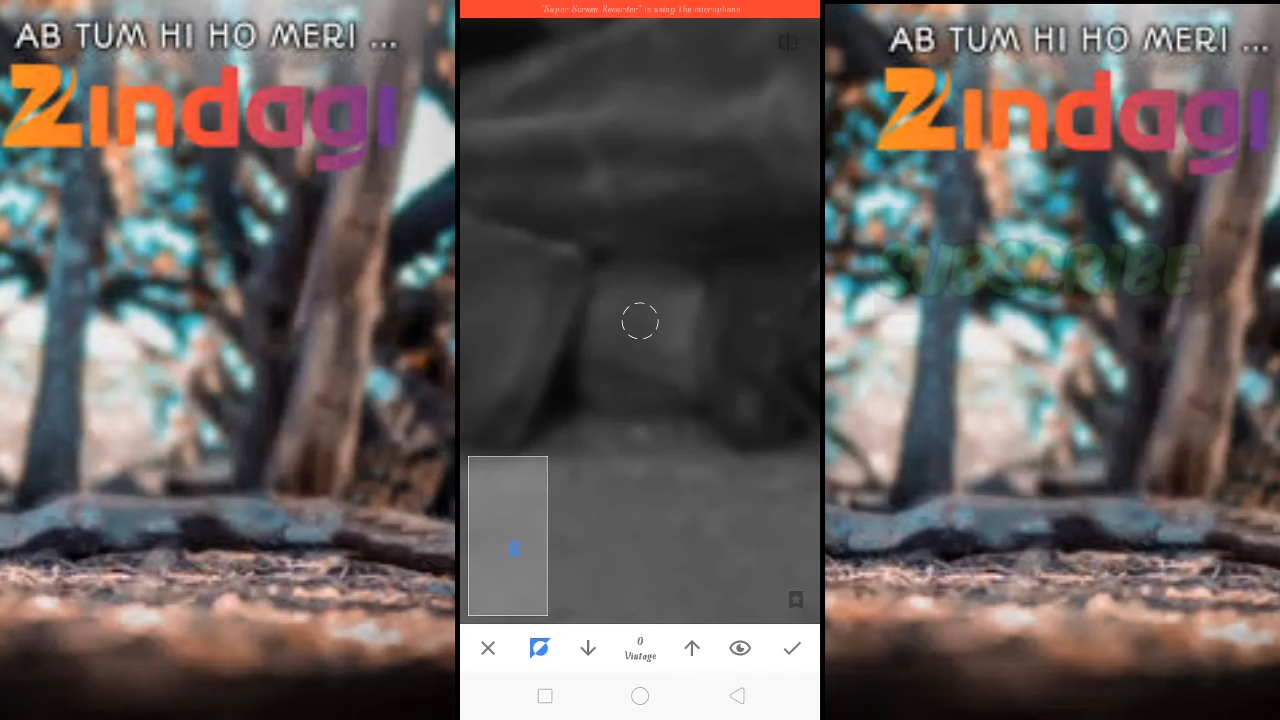 AB TUM HI HO MERI ...
Zindagi
"Super Screen Recorder" is using the microphone
0
Vintage
AB TUM HI HO MERI ...
Zindagi
SUBSCRIBE